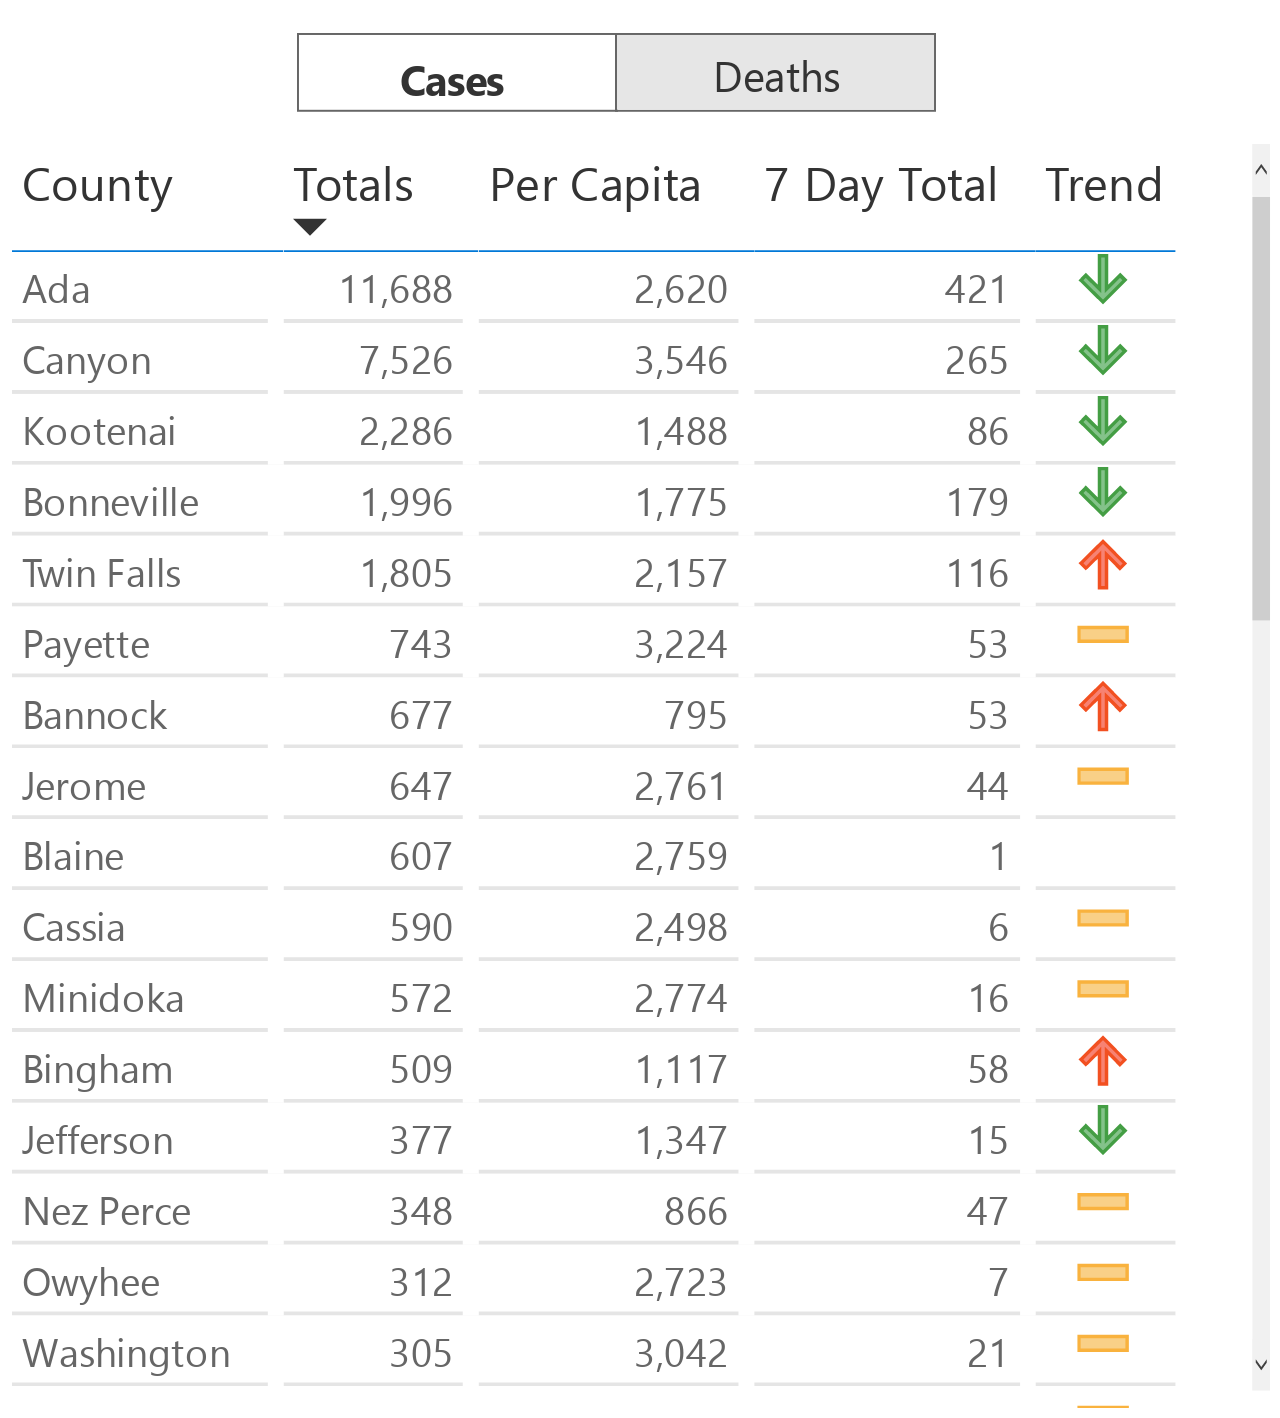 Cases Deaths
County Totals Per Capita 7 Day Total Trend
Ada 11,688 2,620 421
Canyon 7,526 3,546 265
Kootenai 2,286 1,488 86
Bonneville 1,996 1,775 179
Twin Falls 1,805 2,157 116
Payette 743 3,224 53
Bannock 677 795 53
Jerome 647 2,761 44
Blaine 607 2,759 1
Cassia 590 2,498 6
Minidoka 572 2,774 16
Bingham 509 1,117 58
Jefferson 377 1,347 15
Nez Perce 348 866 47
Owyhee 312 2,723 7
Washington 305 3,042 21